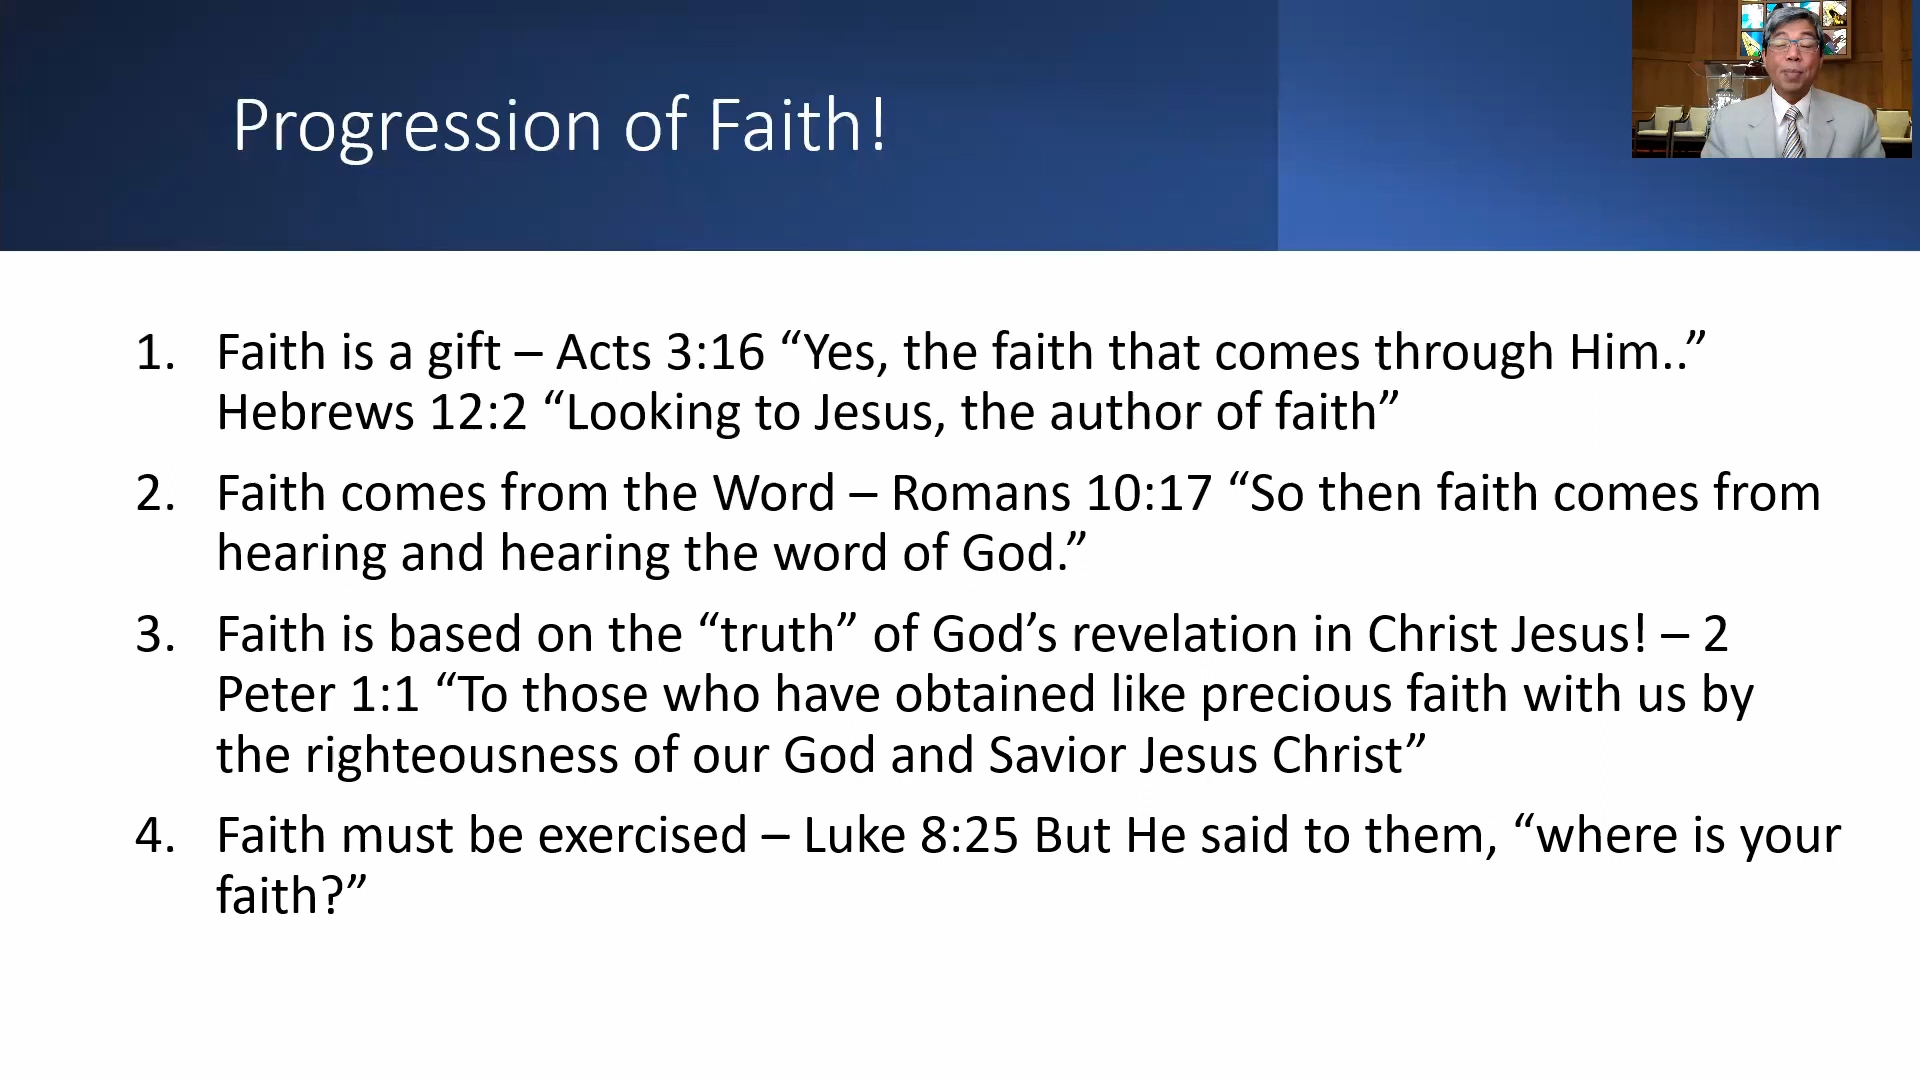 Progression of Faith!
1. Faith is a gift – Acts 3:16 “Yes, the faith that comes through Him..”
Hebrews 12:2 “Looking to Jesus, the author of faith”
2. Faith comes from the Word – Romans 10:17 “So then faith comes from
hearing and hearing the word of God.”
3. Faith is based on the “truth” of God’s revelation in Christ Jesus! – 2
Peter 1:1 “To those who have obtained like precious faith with us by
the righteousness of our God and Savior Jesus Christ”
4. Faith must be exercised – Luke 8:25 But He said to them, “where is your
faith?”